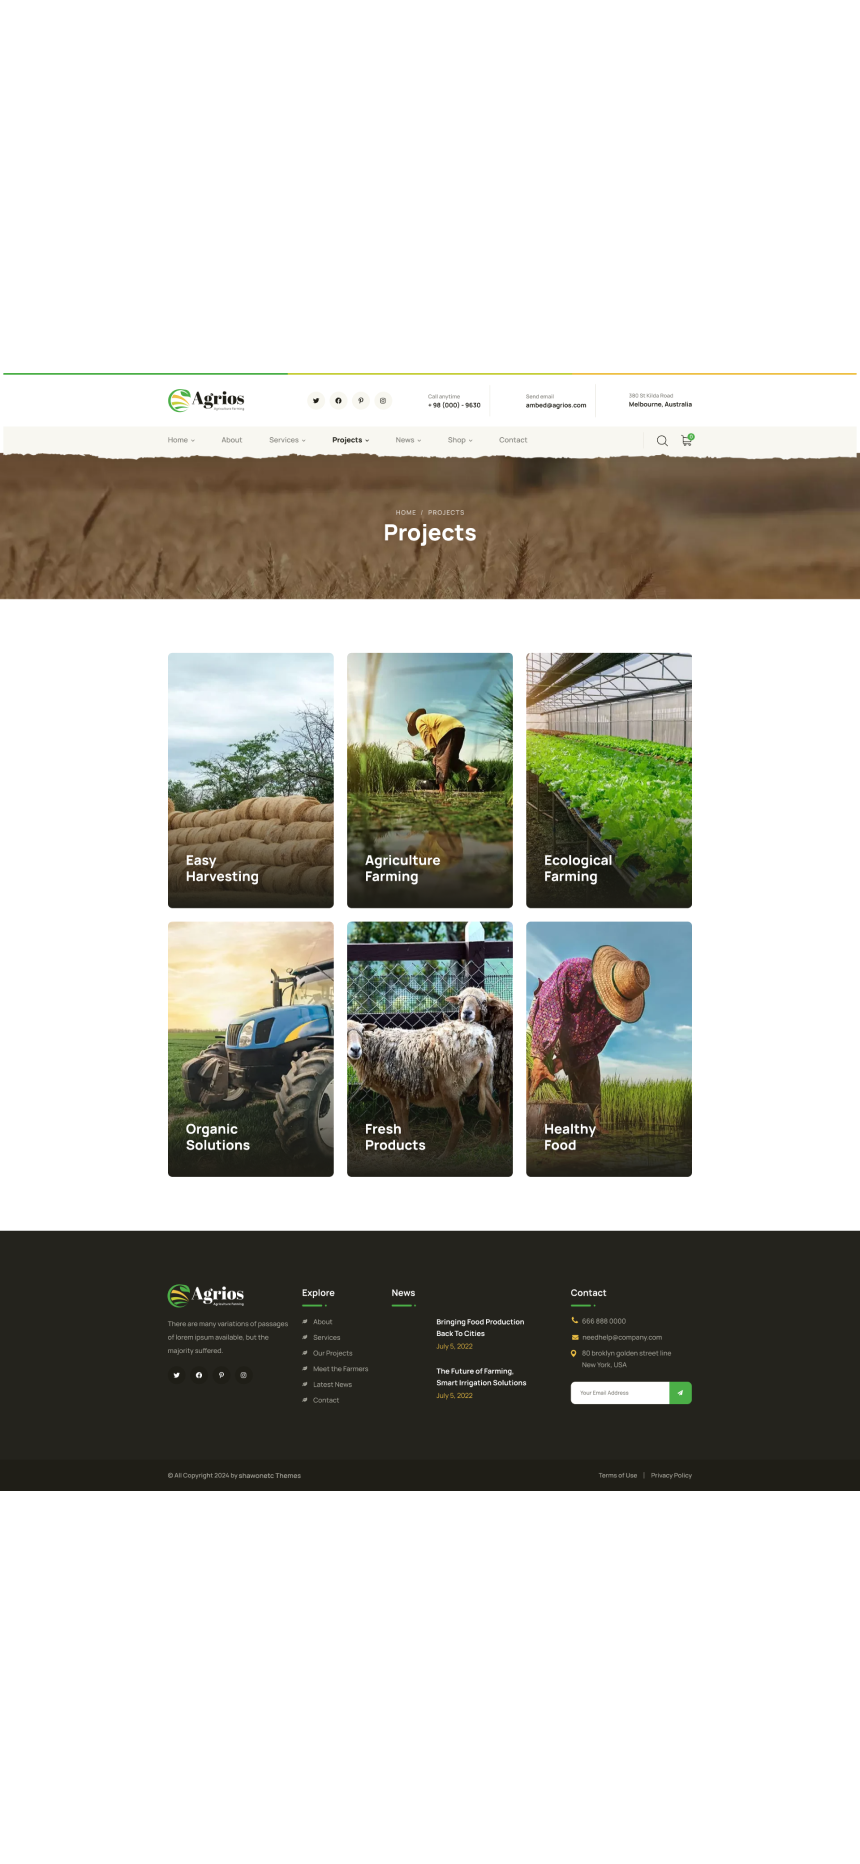 Agrios
Agriculture Farming
Call anytime
+ 98 (000) - 9630
Send email
ambed@agrios.com
380 St Kilda Road
Melbourne, Australia
Home
About
Services
Projects
News
Shop
Contact
0
HOME / PROJECTS
Projects
Easy
Harvesting
Agriculture
Farming
Ecological
Farming
Organic
Solutions
Fresh
Products
Healthy
Food
Agrios
Agriculture Farming
There are many variations of passages
of lorem ipsum available, but the
majority suffered.
Explore
About
Services
Our Projects
Meet the Farmers
Latest News
Contact
News
Bringing Food Production
Back To Cities
July 5, 2022
The Future of Farming,
Smart Irrigation Solutions
July 5, 2022
Contact
666 888 0000
needhelp@company.com
80 broklyn golden street line
New York, USA
Your Email Address
© All Copyright 2024 by shawonetc Themes
Terms of Use | Privacy Policy